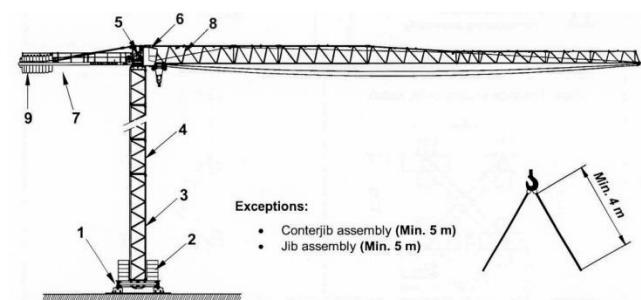 5
6
8
9
7
4
3
Min. 4 m
Exceptions:
• Conterjib assembly (Min. 5 m)
• Jib assembly (Min. 5 m)
1
2